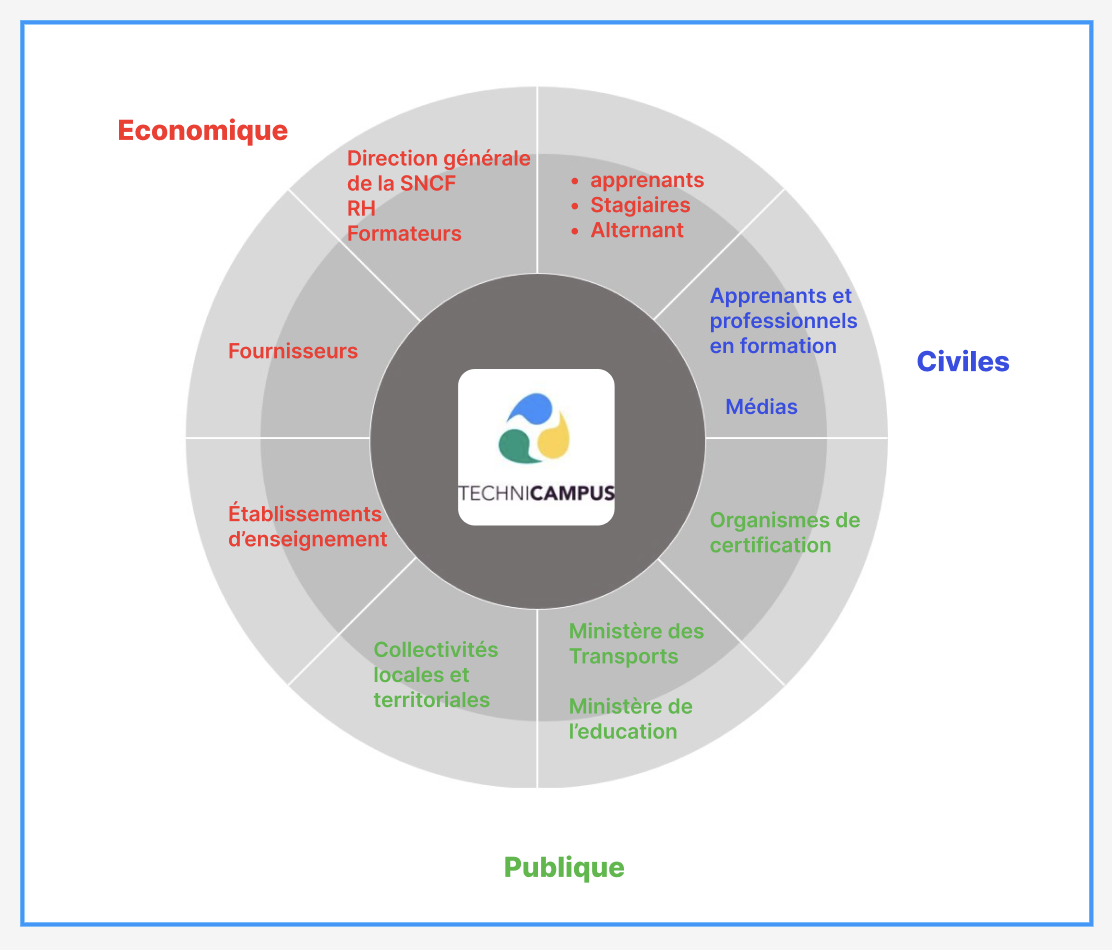 Economique
Direction générale
de la SNCF
RH
Formateurs
• apprenants
• Stagiaires
• Alternant
Apprenants et
professionnels
en formation
Médias
Civiles
Fournisseurs
TECHNICAMPUS
Établissements
d’enseignement
Organismes de
certification
Collectivités
locales et
territoriales
Ministère des
Transports
Ministère de
l’education
Publique